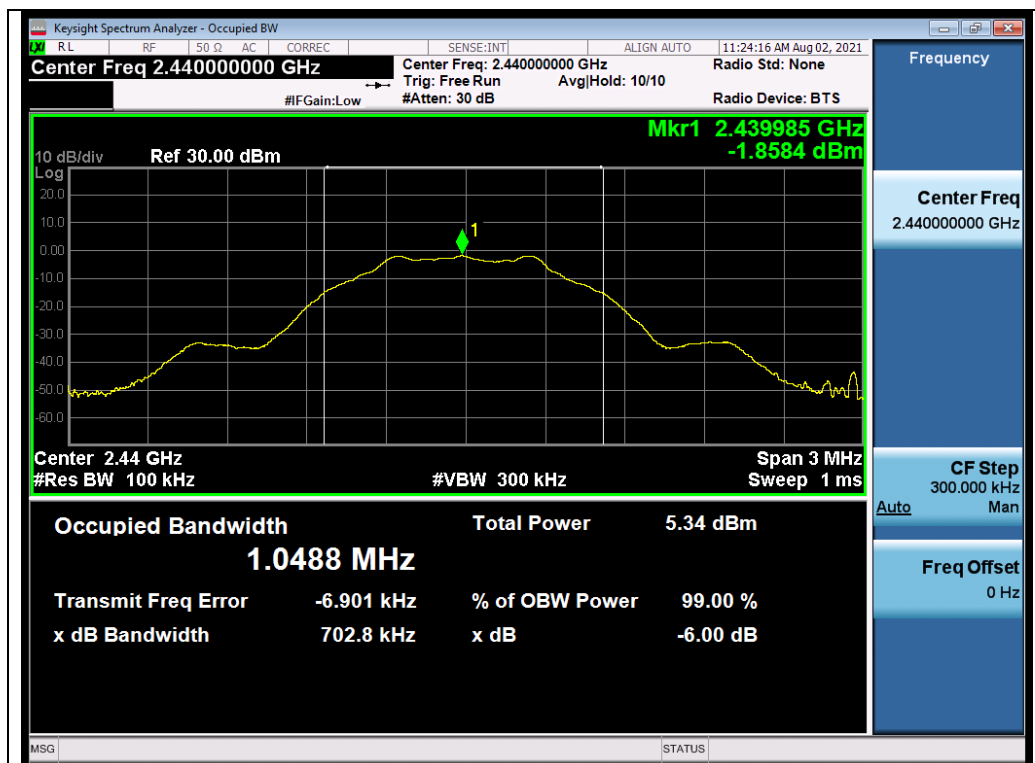 Keysight Spectrum Analyzer - Occupied BW
LXI RL RF 50 Ω AC CORREC SENSE:INT ALIGN AUTO 11:24:16 AM Aug 02, 2021
Center Freq 2.440000000 GHz
Center Freq: 2.440000000 GHz Radio Std: None
Trig: Free Run Avg|Hold: 10/10
#IFGain:Low #Atten: 30 dB Radio Device: BTS
Mkr1 2.439985 GHz
-1.8584 dBm
10 dB/div Ref 30.00 dBm
Log
20.0
10.0
0.00
-10.0
-20.0
-30.0
-40.0
-50.0
-60.0
1
Center 2.44 GHz Span 3 MHz
#Res BW 100 kHz #VBW 300 kHz Sweep 1 ms
Occupied Bandwidth Total Power 5.34 dBm
1.0488 MHz
Transmit Freq Error -6.901 kHz % of OBW Power 99.00 %
x dB Bandwidth 702.8 kHz x dB -6.00 dB
MSG STATUS
Frequency
Center Freq
2.440000000 GHz
CF Step
300.000 kHz
Auto Man
Freq Offset
0 Hz